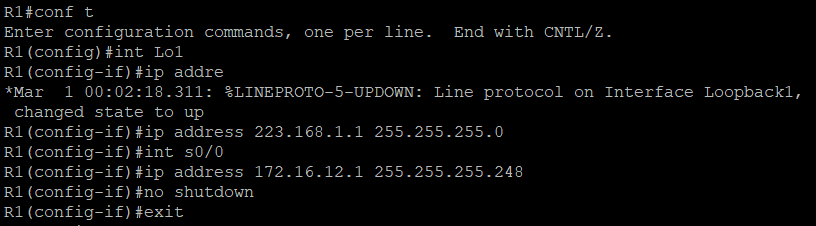 R1#conf t
Enter configuration commands, one per line.  End with CNTL/Z.
R1(config)#int Lo1
R1(config-if)#ip addre
*Mar  1 00:02:18.311: %LINEPROTO-5-UPDOWN: Line protocol on Interface Loopback1,
 changed state to up
R1(config-if)#ip address 223.168.1.1 255.255.255.0
R1(config-if)#int s0/0
R1(config-if)#ip address 172.16.12.1 255.255.255.248
R1(config-if)#no shutdown
R1(config-if)#exit